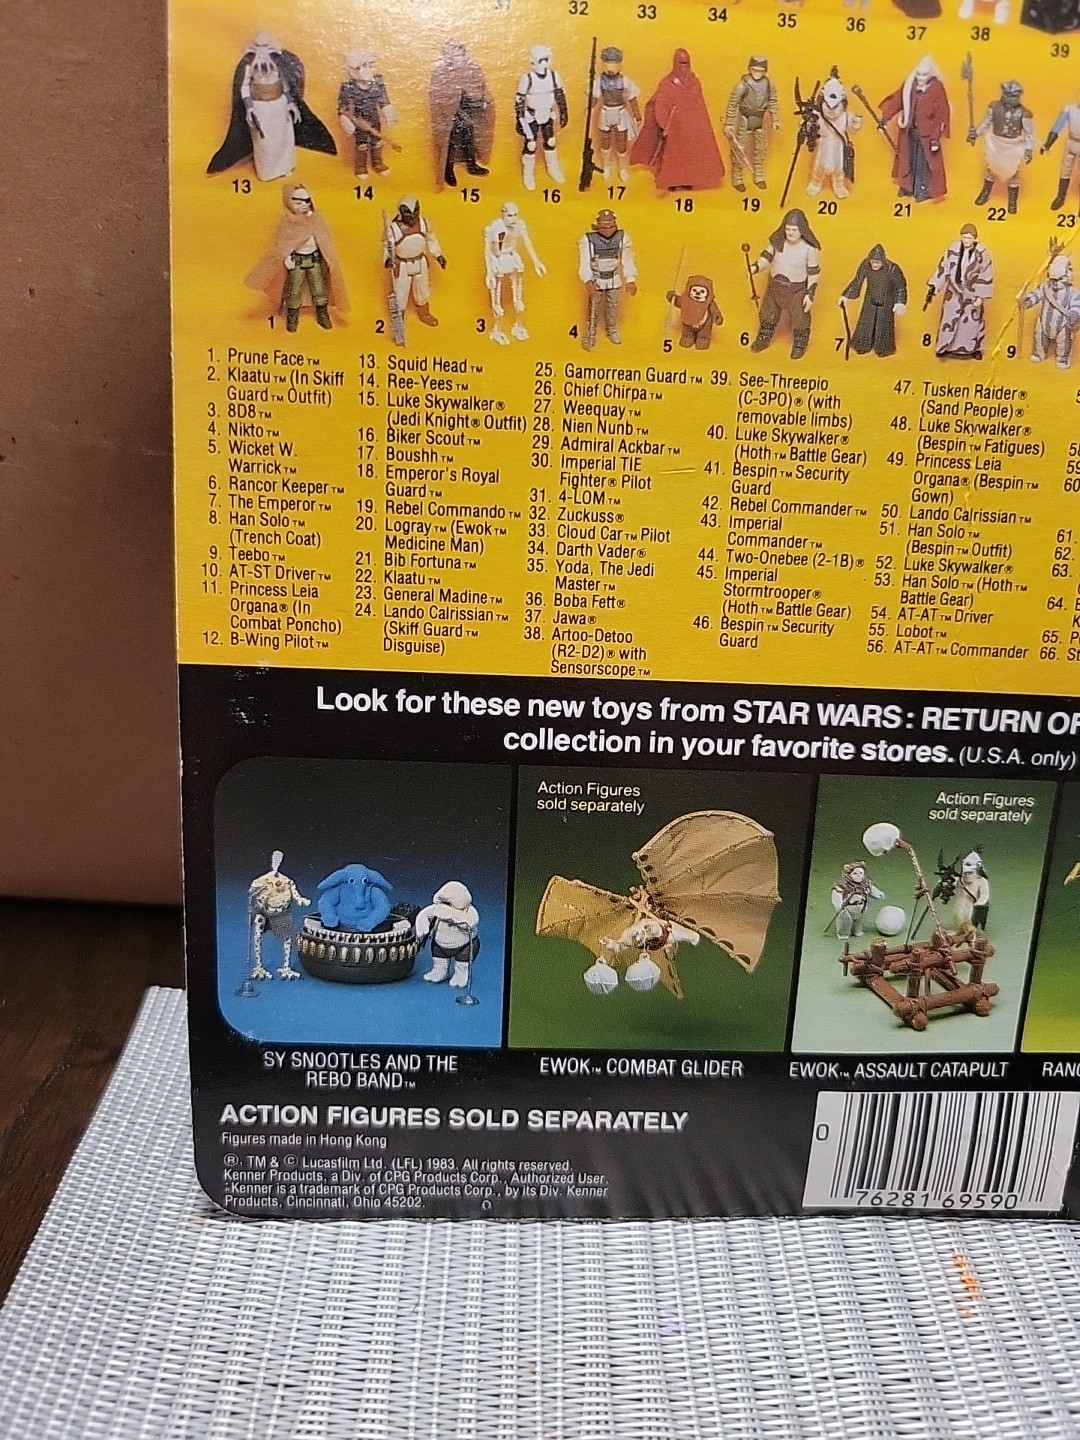 32 33 34 35 36 37 38 39
13 14 15 16 17 18 19 20 21 22 23
1 2 3 4 5 6 7 8 9
1. Prune Face™
2. Klaatu™ (In Skiff
Guard™ Outfit)
3. 8D8™
4. Nikto™
5. Wicket W.
Warrick™
6. Rancor Keeper™
7. The Emperor™
8. Han Solo™
(Trench Coat)
9. Teebo™
10. AT-ST Driver™
11. Princess Leia
Organa® (In
Combat Poncho)
12. B-Wing Pilot™
13. Squid Head™
14. Ree-Yees™
15. Luke Skywalker®
(Jedi Knight® Outfit)
16. Biker Scout™
17. Boushh™
18. Emperor's Royal
Guard™
19. Rebel Commando™
20. Logray™ (Ewok™
Medicine Man)
21. Bib Fortuna™
22. Klaatu™
23. General Madine™
24. Lando Calrissian™
(Skiff Guard™
Disguise)
25. Gamorrean Guard™
26. Chief Chirpa™
27. Weequay™
28. Nien Nunb™
29. Admiral Ackbar™
30. Imperial TIE
Fighter® Pilot
31. 4-LOM™
32. Zuckuss®
33. Cloud Car™ Pilot
34. Darth Vader®
35. Yoda, The Jedi
Master™
36. Boba Fett®
37. Jawa®
38. Artoo-Detoo
(R2-D2)® with
Sensorscope™
39. See-Threepio
(C-3PO)® (with
removable limbs)
40. Luke Skywalker®
(Hoth™ Battle Gear)
41. Bespin™ Security
Guard
42. Rebel Commander™
43. Imperial
Commander™
44. Two-Onebee (2-1B)®
45. Imperial
Stormtrooper®
(Hoth™ Battle Gear)
46. Bespin™ Security
Guard
47. Tusken Raider®
(Sand People)®
48. Luke Skywalker®
(Bespin™ Fatigues)
49. Princess Leia
Organa® (Bespin™
Gown)
50. Lando Calrissian™
51. Han Solo™
(Bespin™ Outfit)
52. Luke Skywalker®
53. Han Solo™ (Hoth™
Battle Gear)
54. AT-AT™ Driver
55. Lobot™
56. AT-AT™ Commander
60
61.
62.
63.
64.
65. P
66. St
Look for these new toys from STAR WARS: RETURN OF
collection in your favorite stores. (U.S.A. only)
Action Figures
sold separately
Action Figures
sold separately
SY SNOOTLES AND THE
REBO BAND™
EWOK™ COMBAT GLIDER
EWOK™ ASSAULT CATAPULT
RANC
ACTION FIGURES SOLD SEPARATELY
Figures made in Hong Kong
®, TM & © Lucasfilm Ltd. (LFL) 1983. All rights reserved.
Kenner Products, a Div. of CPG Products Corp., Authorized User.
Kenner is a trademark of CPG Products Corp., by its Div. Kenner
Products, Cincinnati, Ohio 45202.
0 76281 69590